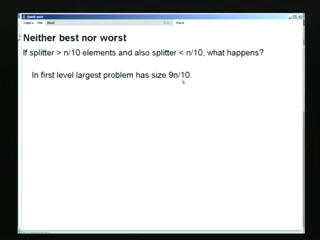 Neither best nor worst
If splitter > n/10 elements and also splitter < n/10, what happens?
In first level largest problem has size 9n/10.